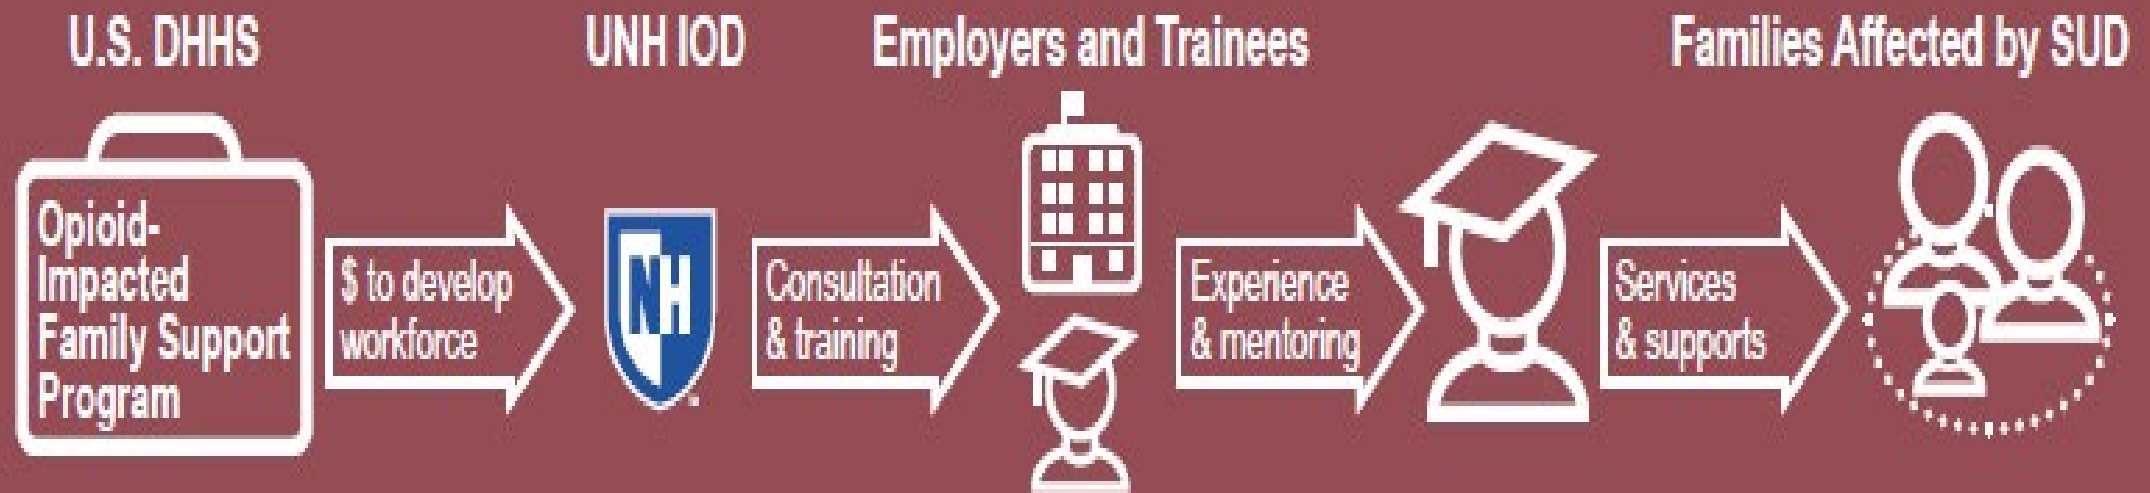 U.S. DHHS
UNH IOD
Employers and Trainees
Families Affected by SUD
Opioid-
Impacted
Family Support
Program
$ to develop
workforce
NH
Consultation
& training
Experience
& mentoring
Services
& supports